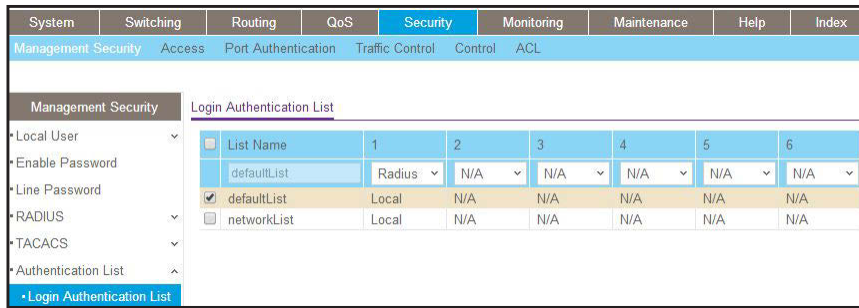 System Switching Routing QoS Security Monitoring Maintenance Help Index
Management Security Access Port Authentication Traffic Control Control ACL
Management Security
Local User
Enable Password
Line Password
RADIUS
TACACS
Authentication List
Login Authentication List
Login Authentication List
List Name 1 2 3 4 5 6
defaultList Radius N/A N/A N/A N/A N/A
defaultList Local N/A N/A N/A N/A N/A
networkList Local N/A N/A N/A N/A N/A